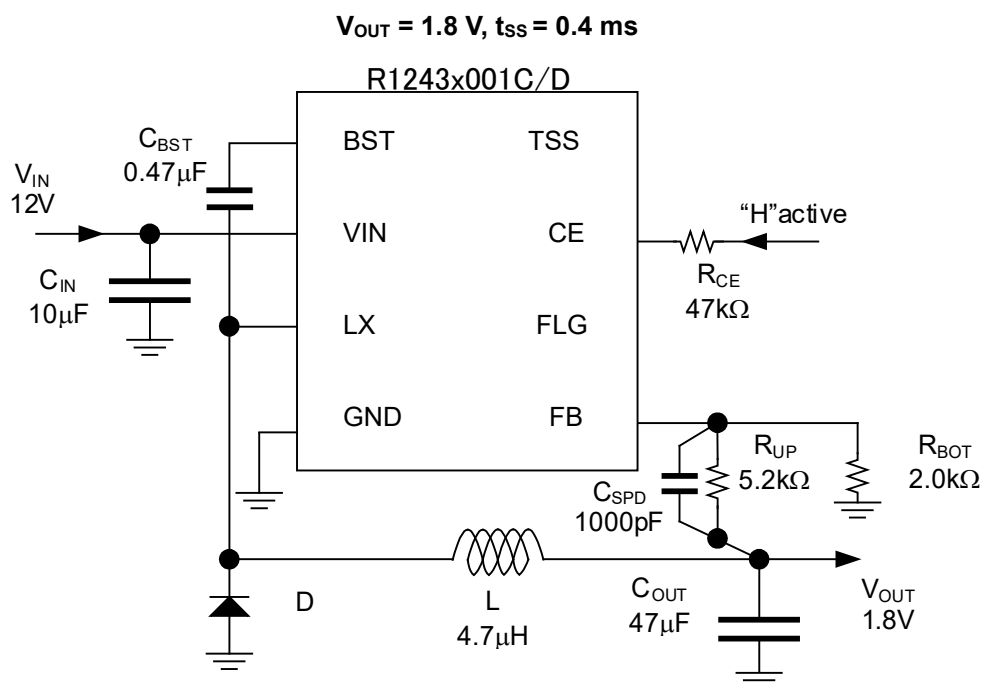 VOUT = 1.8 V, tSS = 0.4 ms
R1243x001C/D
CBST
0.47μF
BST
TSS
VIN
12V
VIN
CE
“H”active
RCE
47kΩ
CIN
10μF
LX
FLG
GND
FB
RUP
5.2kΩ
RBOT
2.0kΩ
CSPD
1000pF
D
L
4.7μH
COUT
47μF
VOUT
1.8V